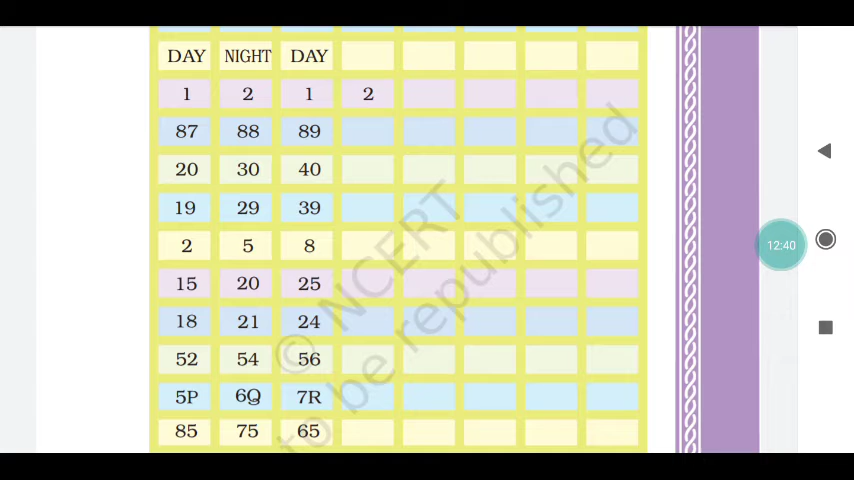 DAY NIGHT DAY
1 2 1 2
87 88 89
20 30 40
19 29 39
2 5 8
15 20 25
18 21 24
52 54 56
5P 6Q 7R
85 75 65
© NCERT
to be republished
12:40